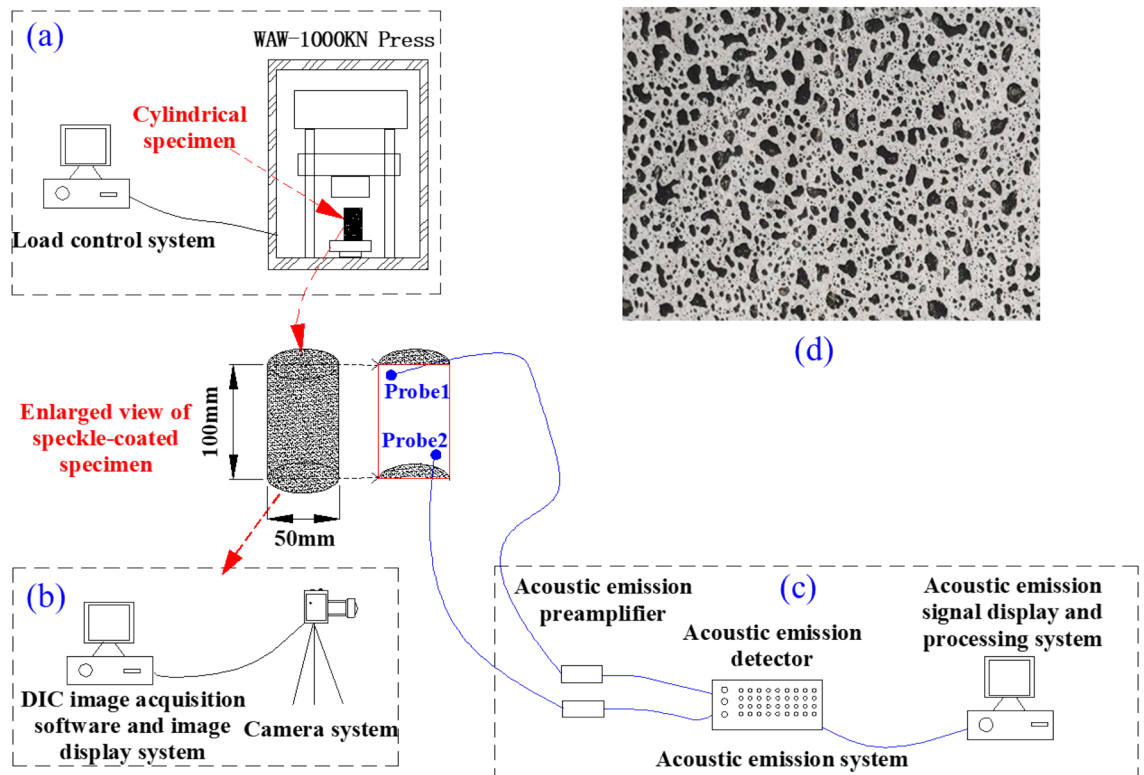 (a)
WAW-1000KN Press
Cylindrical
specimen
Load control system
(d)
Enlarged view of
speckle-coated
specimen
100mm
50mm
Probe1
Probe2
(b)
DIC image acquisition
software and image
display system
Camera system
(c)
Acoustic emission
preamplifier
Acoustic emission
detector
Acoustic emission
signal display and
processing system
Acoustic emission system